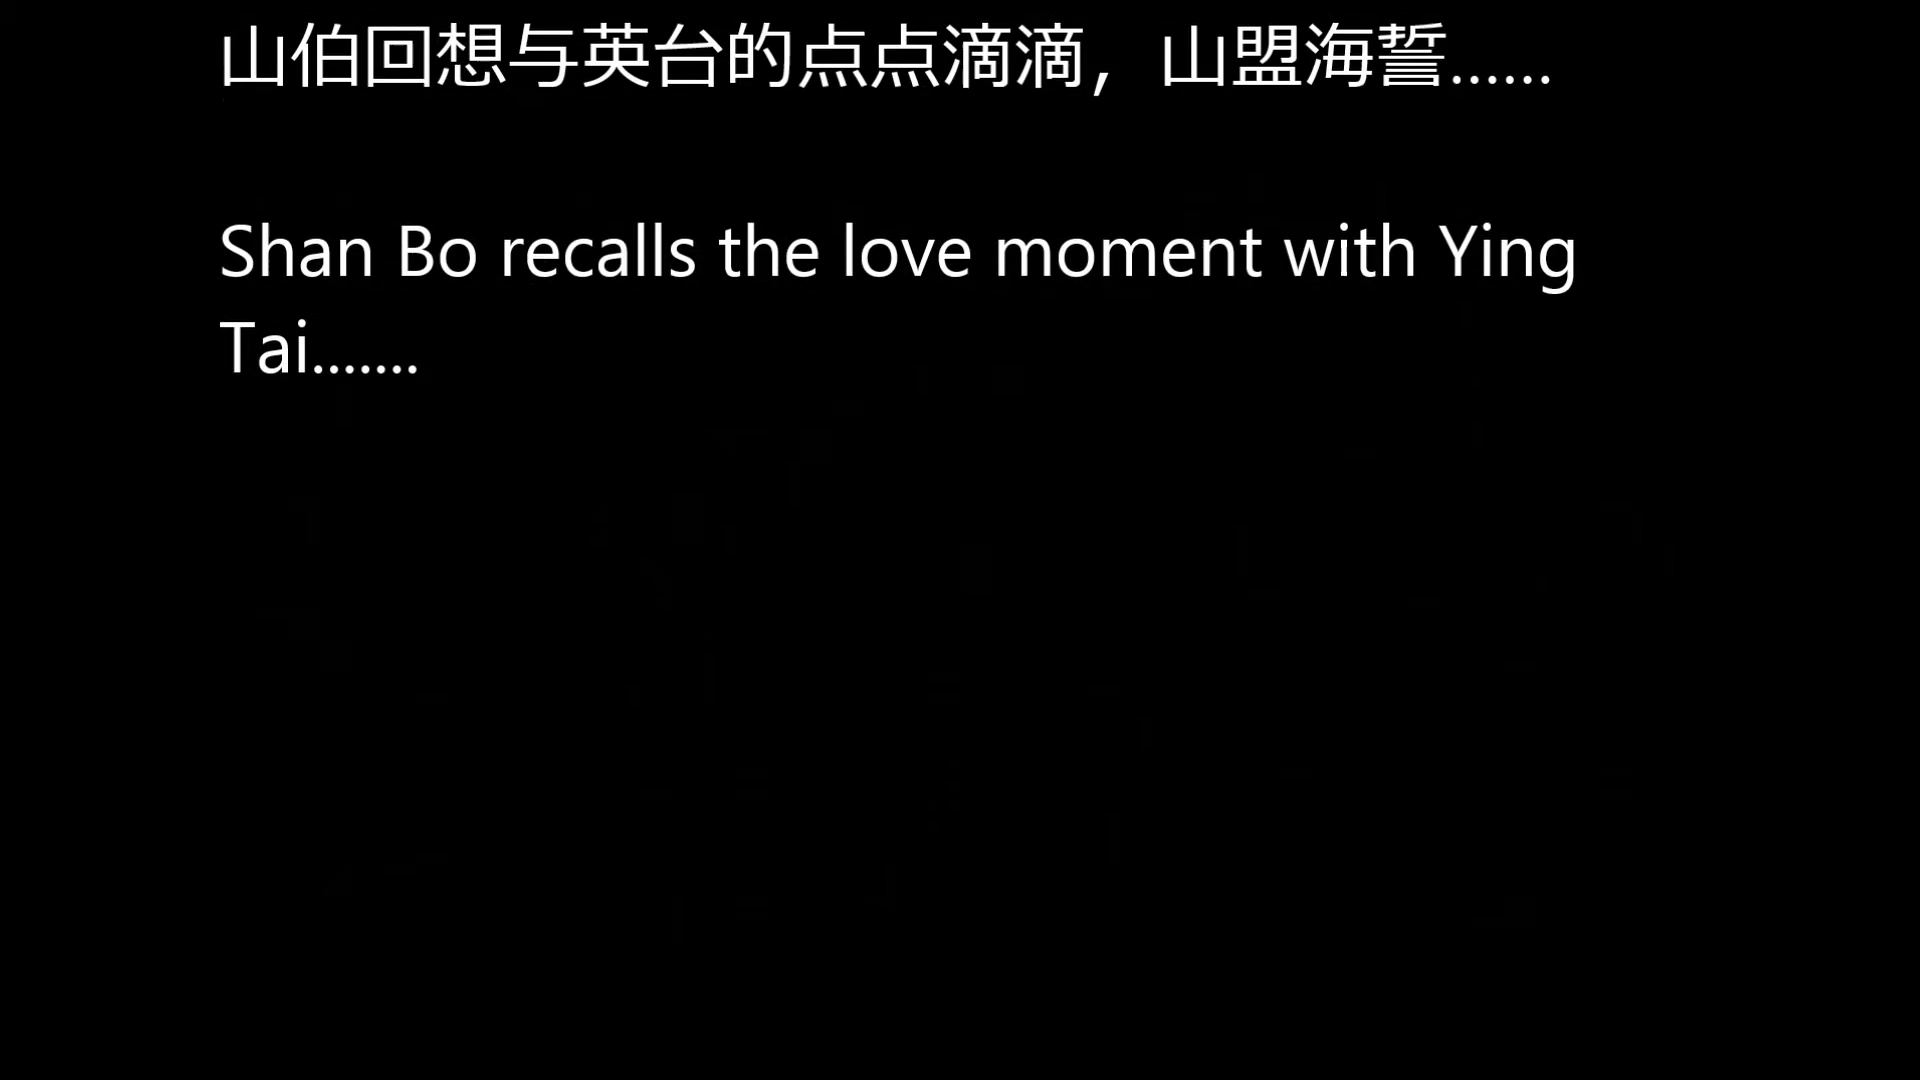 山伯回想与英台的点点滴滴，山盟海誓......
Shan Bo recalls the love moment with Ying
Tai.......